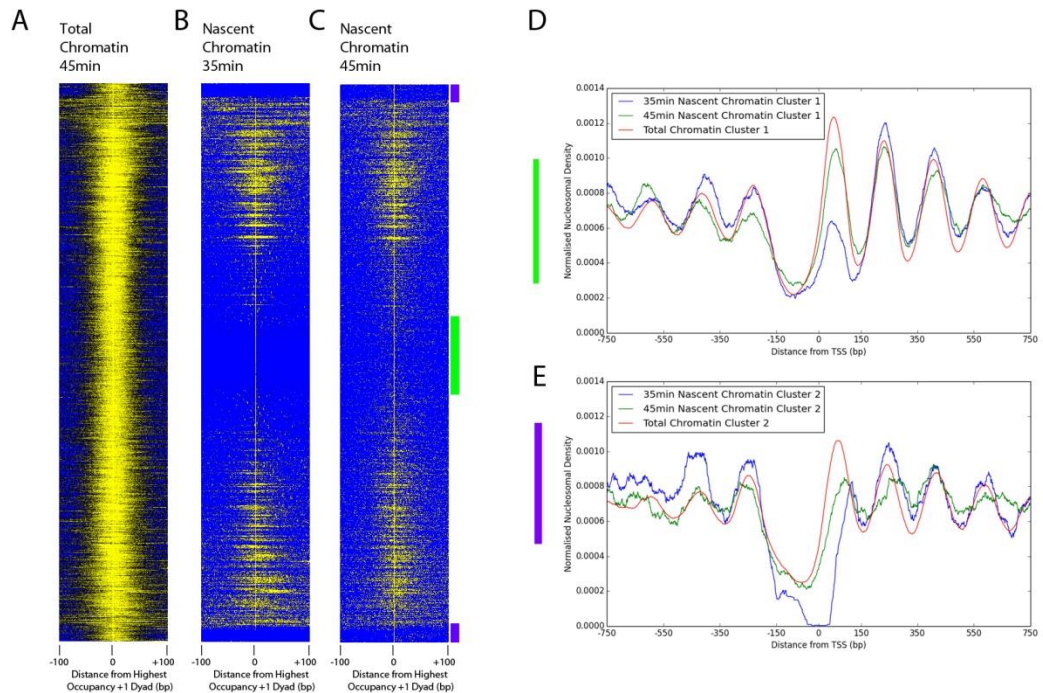 A
Total
Chromatin
45min
B
Nascent
Chromatin
35min
C
Nascent
Chromatin
45min
-100
0
+100
Distance from Highest
Occupancy +1 Dyad (bp)
-100
0
+100
Distance from Highest
Occupancy +1 Dyad (bp)
-100
0
+100
Distance from Highest
Occupancy +1 Dyad (bp)
D
0.0014
0.0012
0.0010
0.0008
0.0006
0.0004
0.0002
0.0000
Normalised Nucleosomal Density
35min Nascent Chromatin Cluster 1
45min Nascent Chromatin Cluster 1
Total Chromatin Cluster 1
-750
-550
-350
-150
0
150
350
550
750
Distance from TSS (bp)
E
0.0014
0.0012
0.0010
0.0008
0.0006
0.0004
0.0002
0.0000
Normalised Nucleosomal Density
35min Nascent Chromatin Cluster 2
45min Nascent Chromatin Cluster 2
Total Chromatin Cluster 2
-750
-550
-350
-150
0
150
350
550
750
Distance from TSS (bp)